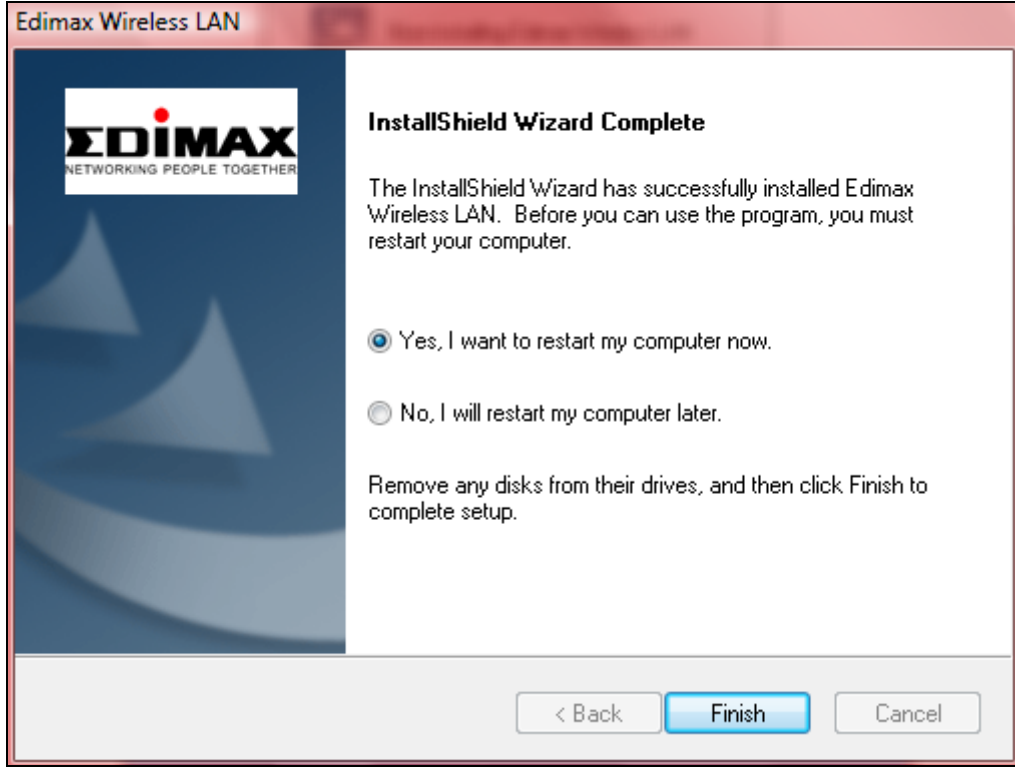 Edimax Wireless LAN
EDIMAX
NETWORKING PEOPLE TOGETHER
InstallShield Wizard Complete
The InstallShield Wizard has successfully installed Edimax
Wireless LAN. Before you can use the program, you must
restart your computer.
Yes, I want to restart my computer now.
No, I will restart my computer later.
Remove any disks from their drives, and then click Finish to
complete setup.
< Back
Finish
Cancel